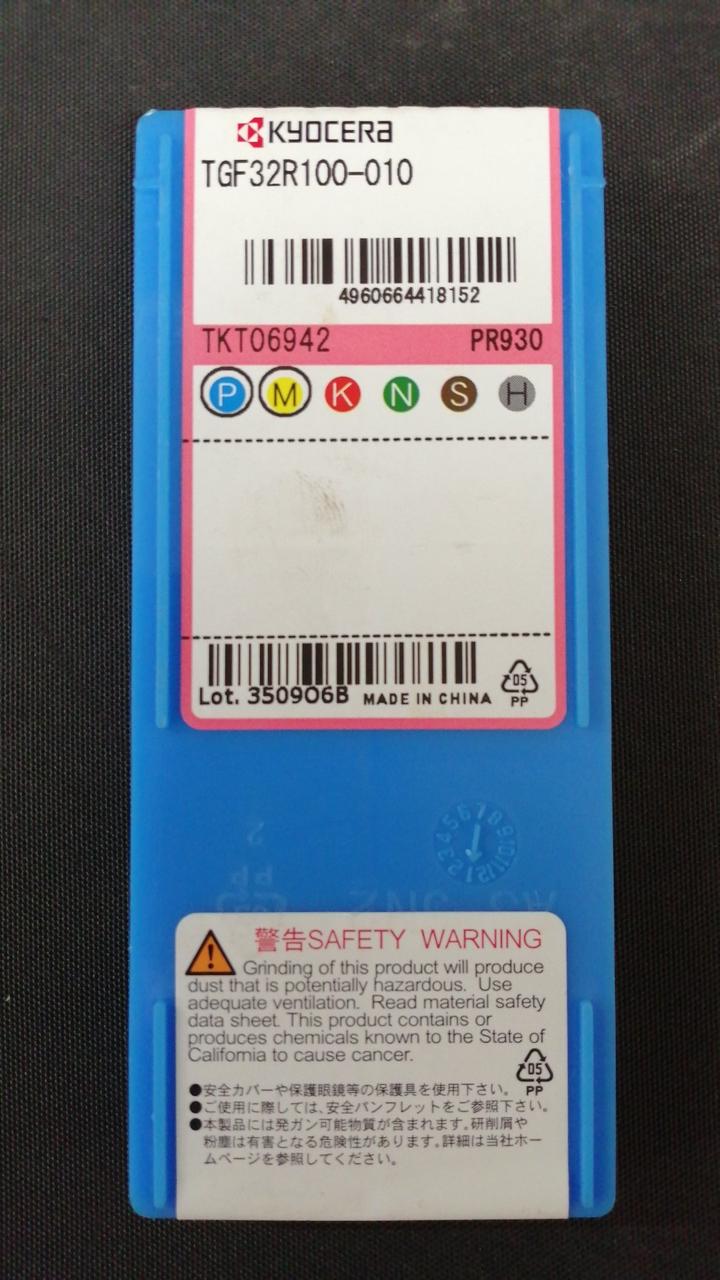 KYOCERA
TGF32R100-010
4960664418152
TKT06942 PR930
P M K N S H
Lot. 350906B MADE IN CHINA 05
PP
警告SAFETY WARNING
Grinding of this product will produce
dust that is potentially hazardous. Use
adequate ventilation. Read material safety
data sheet. This product contains or
produces chemicals known to the State of
California to cause cancer.
05
PP
●安全カバーや保護眼鏡等の保護具を使用下さい。
●ご使用に際しては、安全パンフレットをご参照下さい。
●本製品には発ガン可能物質が含まれます。研削屑や
粉塵は有害となる危険性があります。詳細は当社ホー
ムページを参照してください。